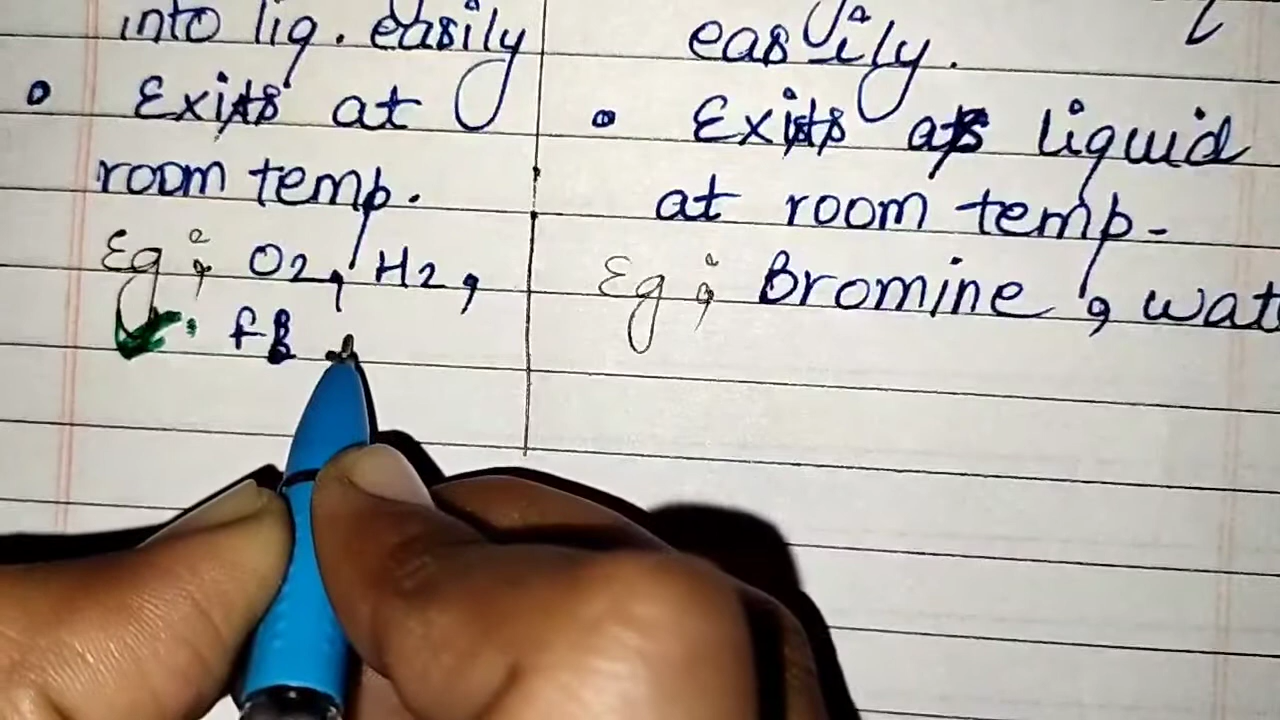 into liq. easily
• Exists at
room temp.
Eg ; O2, H2,
easily.
• Exists as liquid
at room temp.
Eg ; Bromine , wat